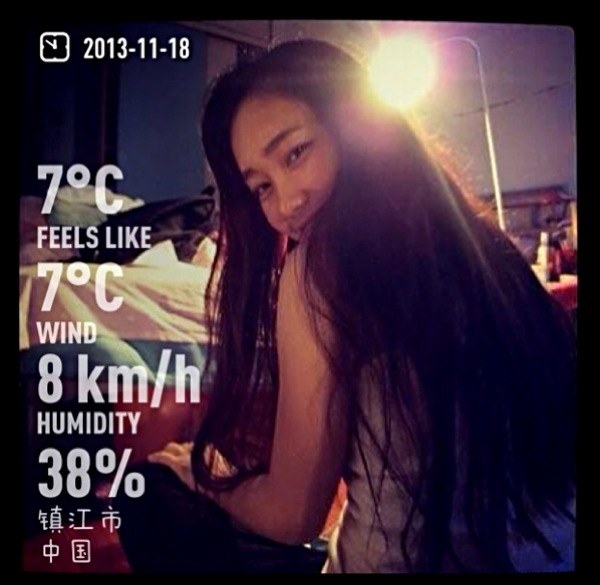 2013-11-18
7°C
FEELS LIKE
7°C
WIND
8 km/h
HUMIDITY
38%
镇江市
中国